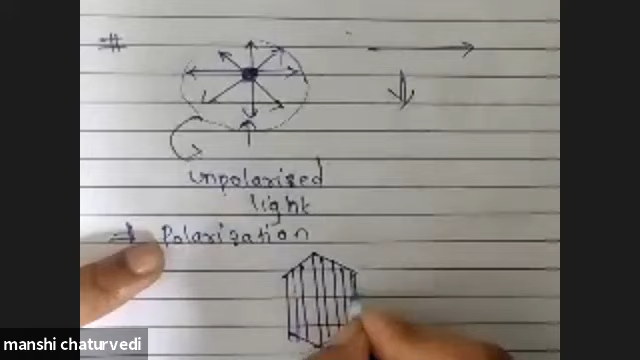 #
unpolarized
light
→ Polarization
manshi chaturvedi